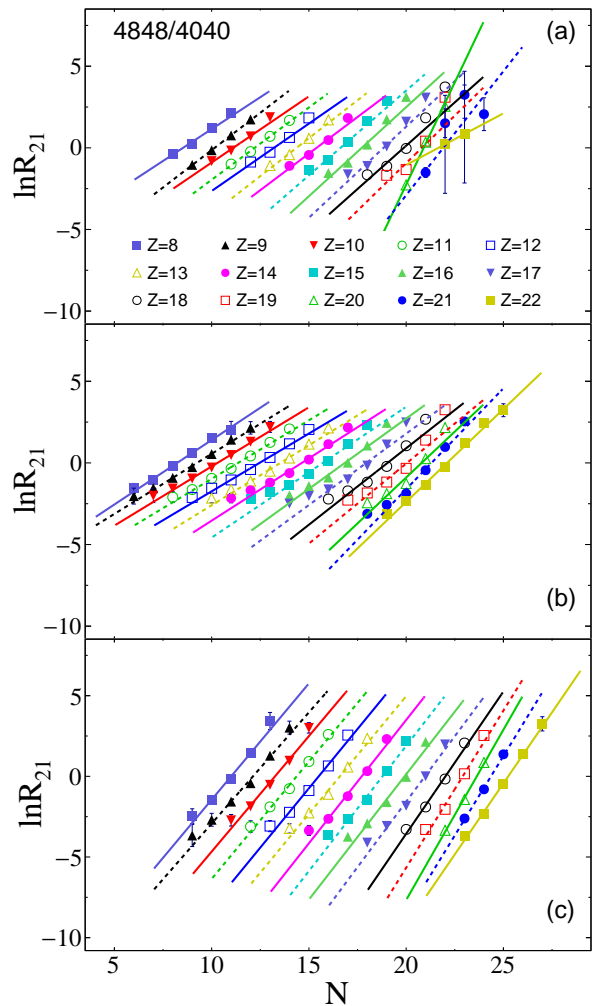 4848/4040 (a)
lnR21
5
0
-5
-10
Z=8 Z=9 Z=10 Z=11 Z=12
Z=13 Z=14 Z=15 Z=16 Z=17
Z=18 Z=19 Z=20 Z=21 Z=22
lnR21
5
0
-5
-10
(b)
lnR21
5
0
-5
-10
(c)
5 10 15 20 25
N